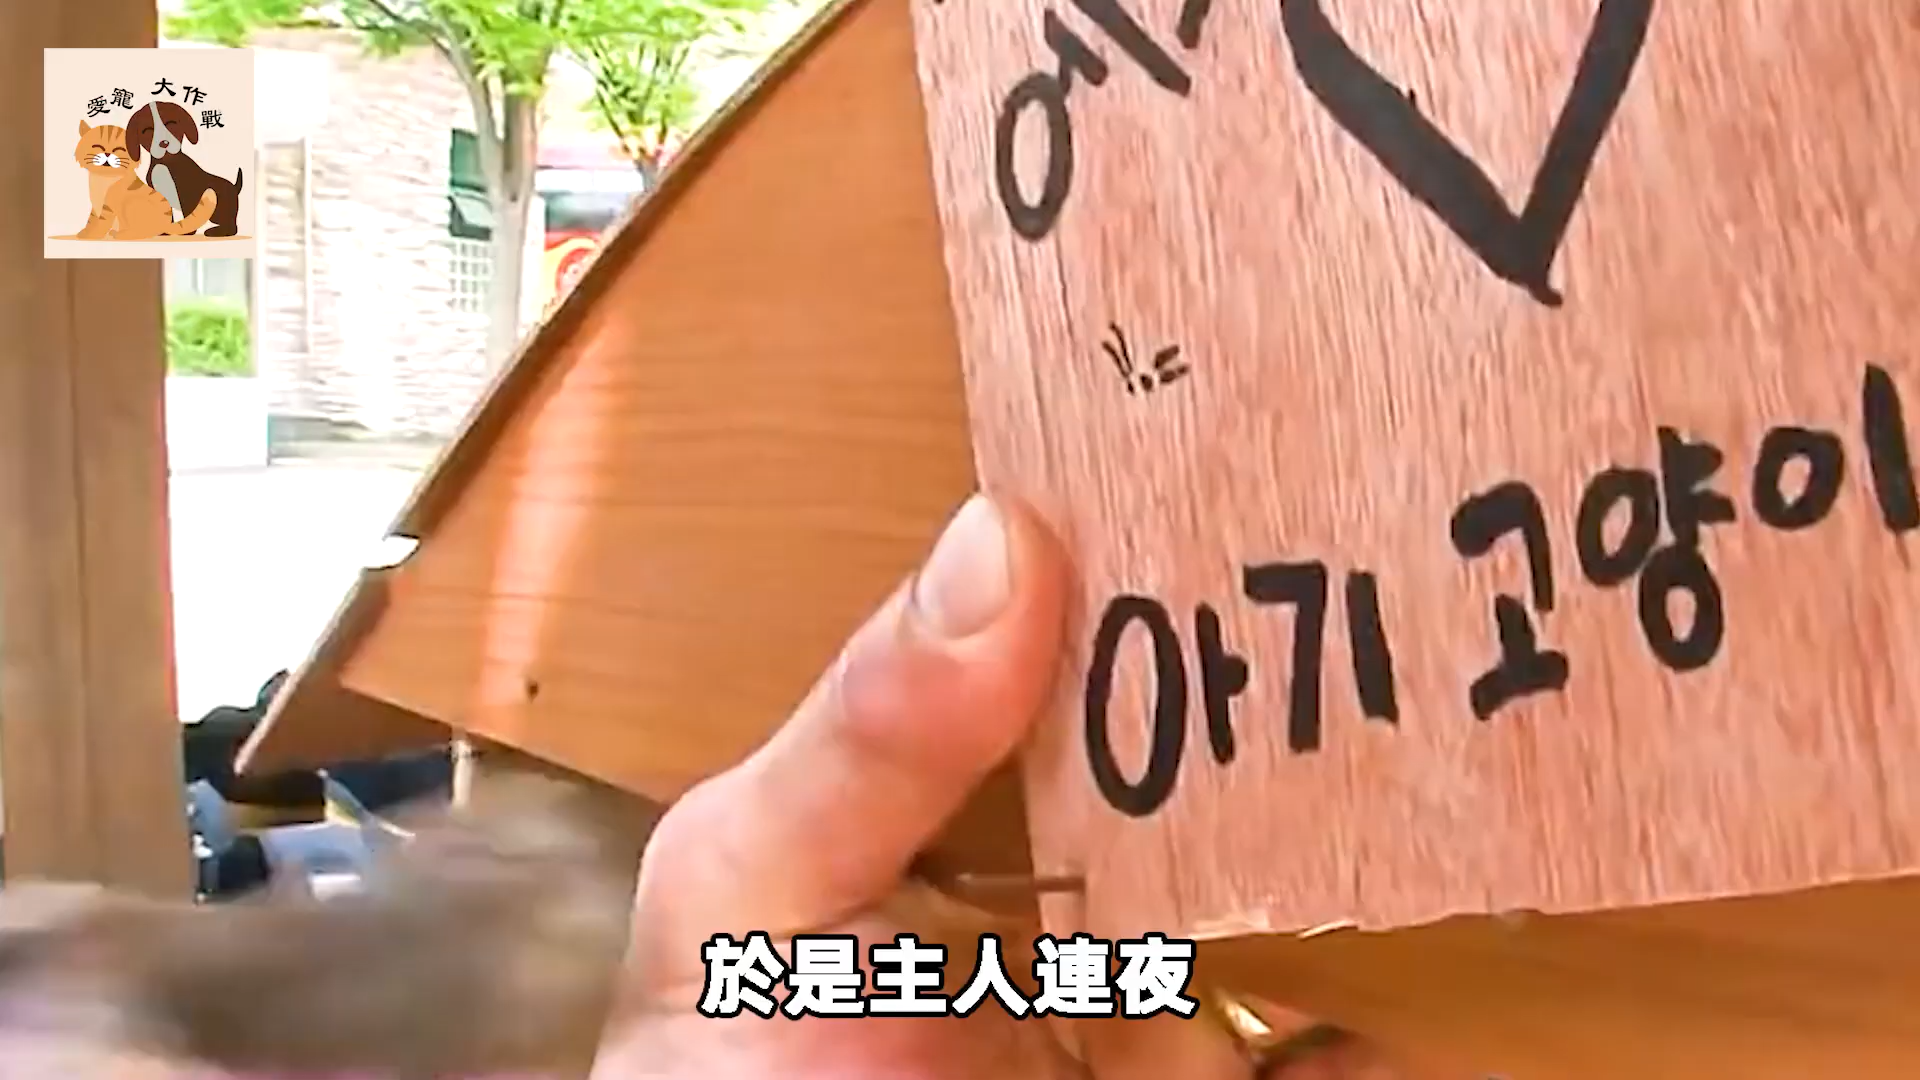 愛寵大作戰
아기 고양이
於是主人連夜